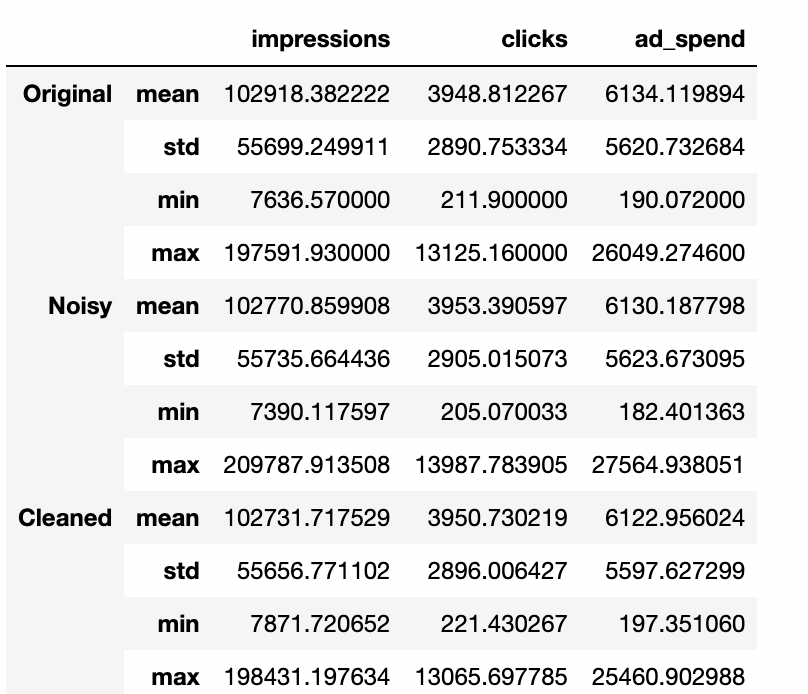 impressions clicks ad_spend
Original mean 102918.382222 3948.812267 6134.119894
std 55699.249911 2890.753334 5620.732684
min 7636.570000 211.900000 190.072000
max 197591.930000 13125.160000 26049.274600
Noisy mean 102770.859908 3953.390597 6130.187798
std 55735.664436 2905.015073 5623.673095
min 7390.117597 205.070033 182.401363
max 209787.913508 13987.783905 27564.938051
Cleaned mean 102731.717529 3950.730219 6122.956024
std 55656.771102 2896.006427 5597.627299
min 7871.720652 221.430267 197.351060
max 198431.197634 13065.697785 25460.902988